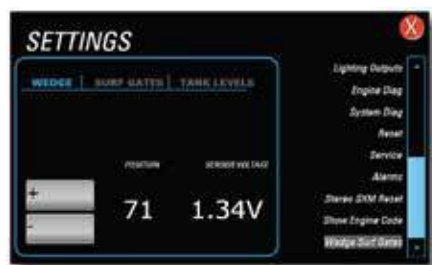 SETTINGS
X
WEDGE | SURF GATES | TANK LEVELS
POSITION SENSOR VOLTAGE
+
-
71 1.34V
Lighting Outputs
Engine Diag
System Diag
Reset
Service
Alarms
Stereo SXM Reset
Show Engine Code
Wedge Surf Gates